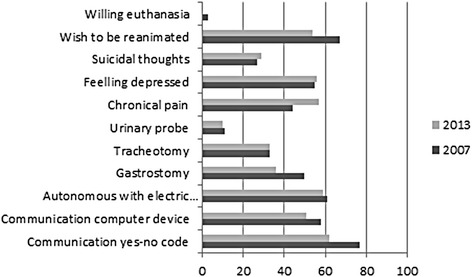 Willing euthanasia
Wish to be reanimated
Suicidal thoughts
Feelling depressed
Chronical pain
Urinary probe
Tracheotomy
Gastrostomy
Autonomous with electric...
Communication computer device
Communication yes-no code
0 20 40 60 80 100
2013
2007